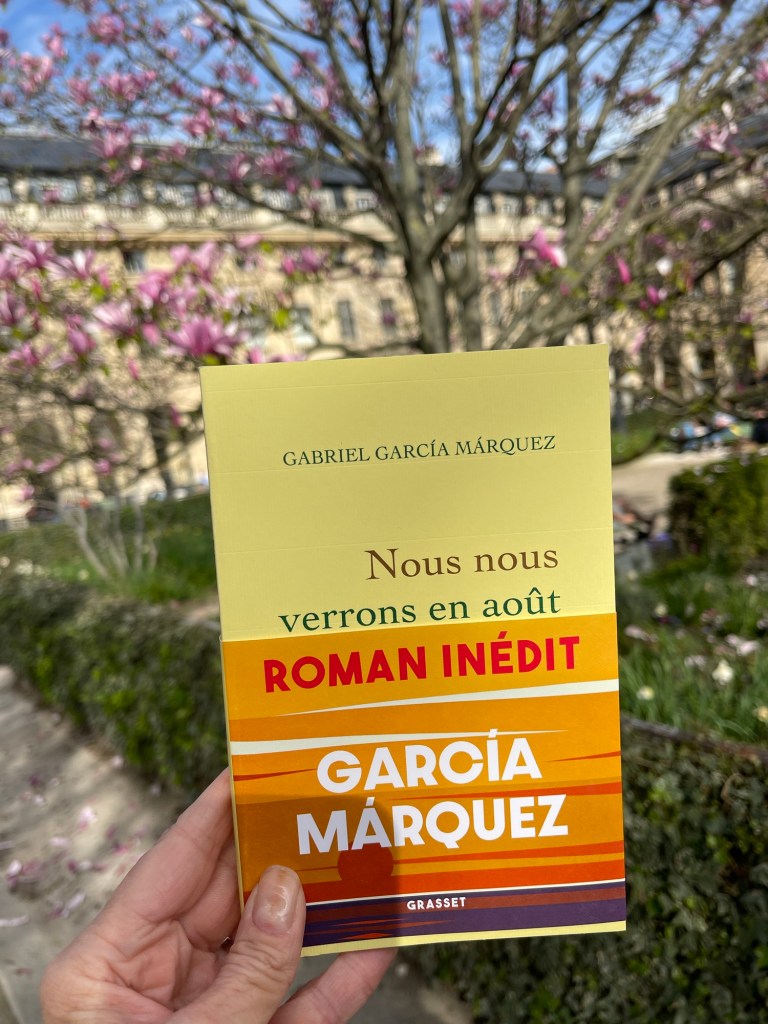 GABRIEL GARCÍA MÁRQUEZ
Nous nous
verrons en août
ROMAN INÉDIT
GARCÍA
MÁRQUEZ
GRASSET